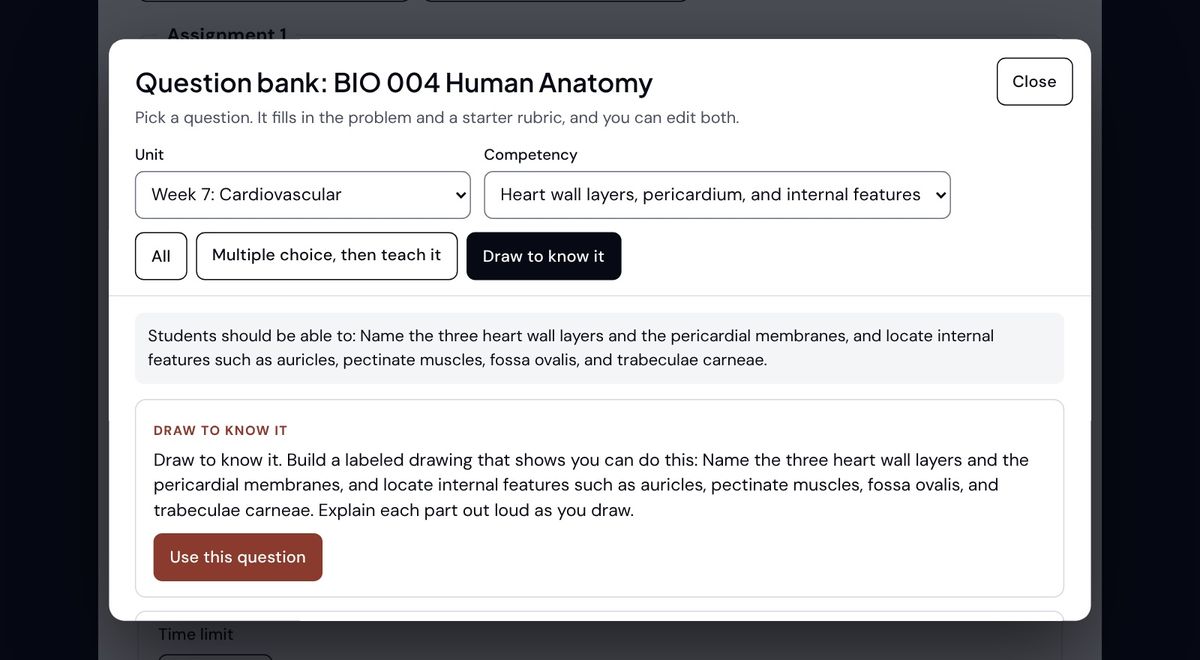 Assignment 1
Question bank: BIO 004 Human Anatomy
Close
Pick a question. It fills in the problem and a starter rubric, and you can edit both.
Unit
Competency
Week 7: Cardiovascular
Heart wall layers, pericardium, and internal features
All
Multiple choice, then teach it
Draw to know it
Students should be able to: Name the three heart wall layers and the pericardial membranes, and locate internal
features such as auricles, pectinate muscles, fossa ovalis, and trabeculae carneae.
DRAW TO KNOW IT
Draw to know it. Build a labeled drawing that shows you can do this: Name the three heart wall layers and the
pericardial membranes, and locate internal features such as auricles, pectinate muscles, fossa ovalis, and
trabeculae carneae. Explain each part out loud as you draw.
Use this question
Time limit